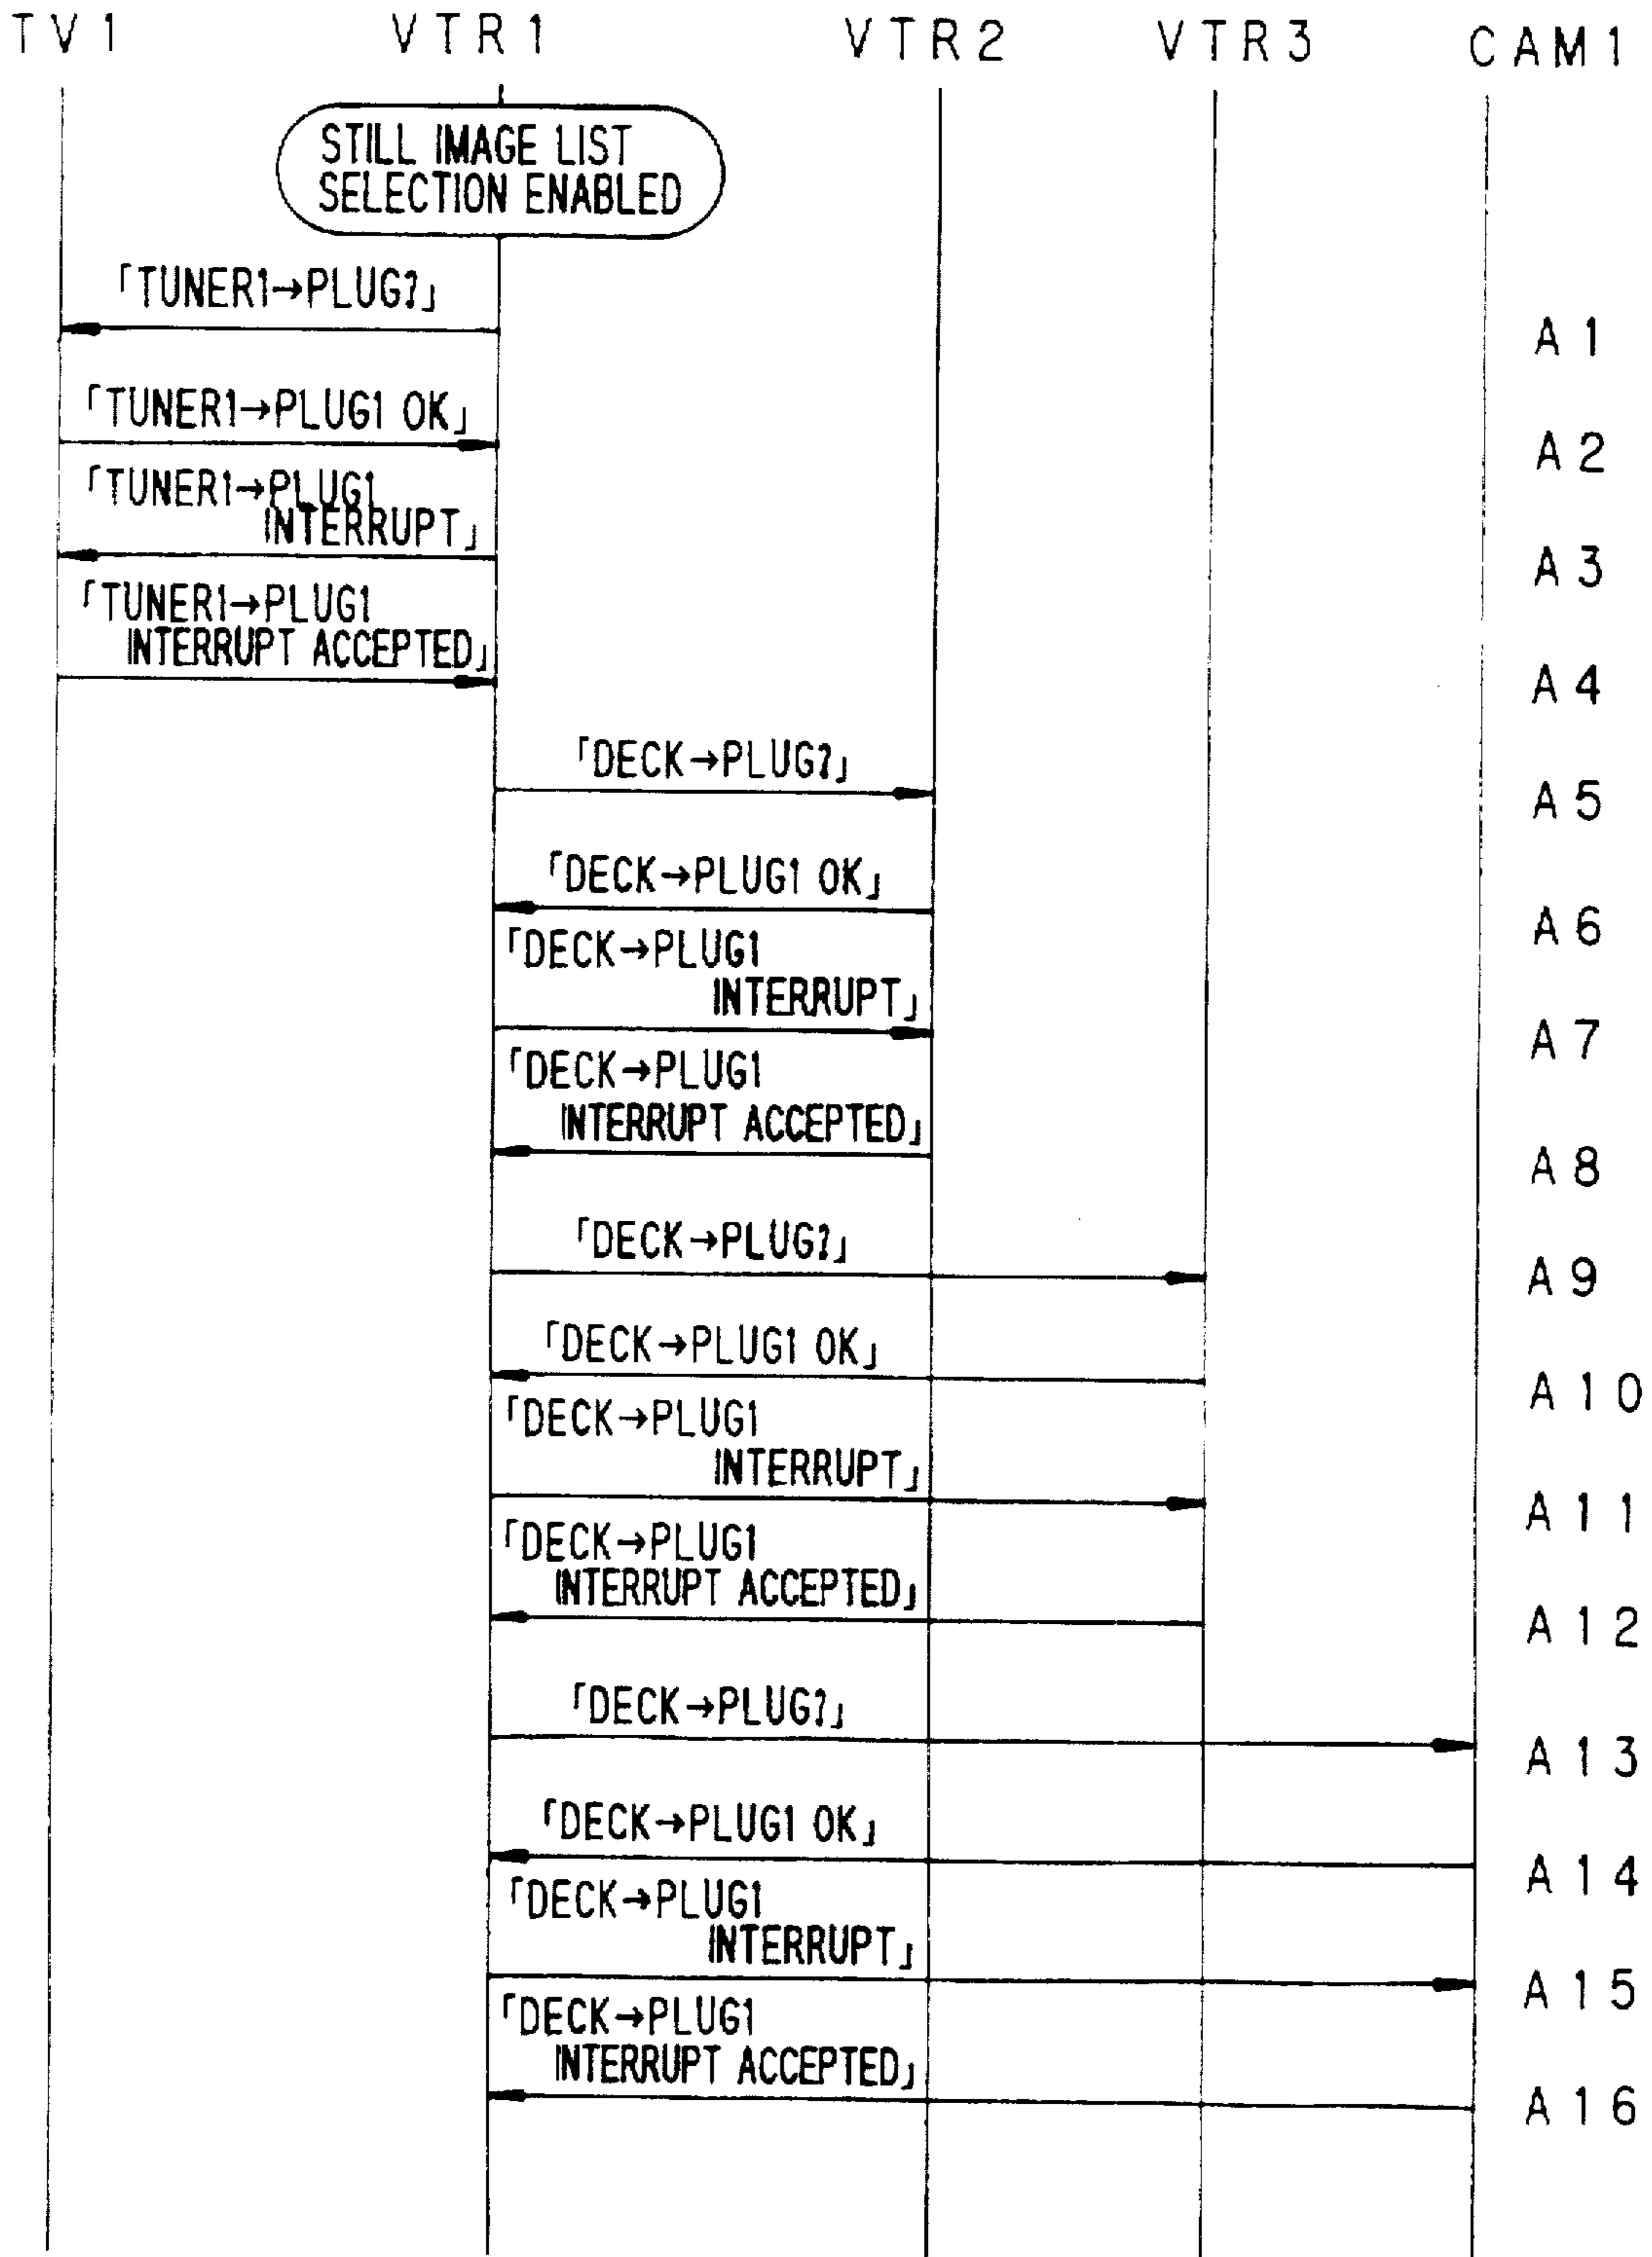 TV1 VTR1 VTR2 VTR3 CAM1
STILL IMAGE LIST
SELECTION ENABLED
「TUNER1→PLUG?」
A1
「TUNER1→PLUG1 OK」
A2
「TUNER1→PLUG1
INTERRUPT」
A3
「TUNER1→PLUG1
INTERRUPT ACCEPTED」
A4
「DECK→PLUG?」
A5
「DECK→PLUG1 OK」
A6
「DECK→PLUG1
INTERRUPT」
A7
「DECK→PLUG1
INTERRUPT ACCEPTED」
A8
「DECK→PLUG?」
A9
「DECK→PLUG1 OK」
A10
「DECK→PLUG1
INTERRUPT」
A11
「DECK→PLUG1
INTERRUPT ACCEPTED」
A12
「DECK→PLUG?」
A13
「DECK→PLUG1 OK」
A14
「DECK→PLUG1
INTERRUPT」
A15
「DECK→PLUG1
INTERRUPT ACCEPTED」
A16